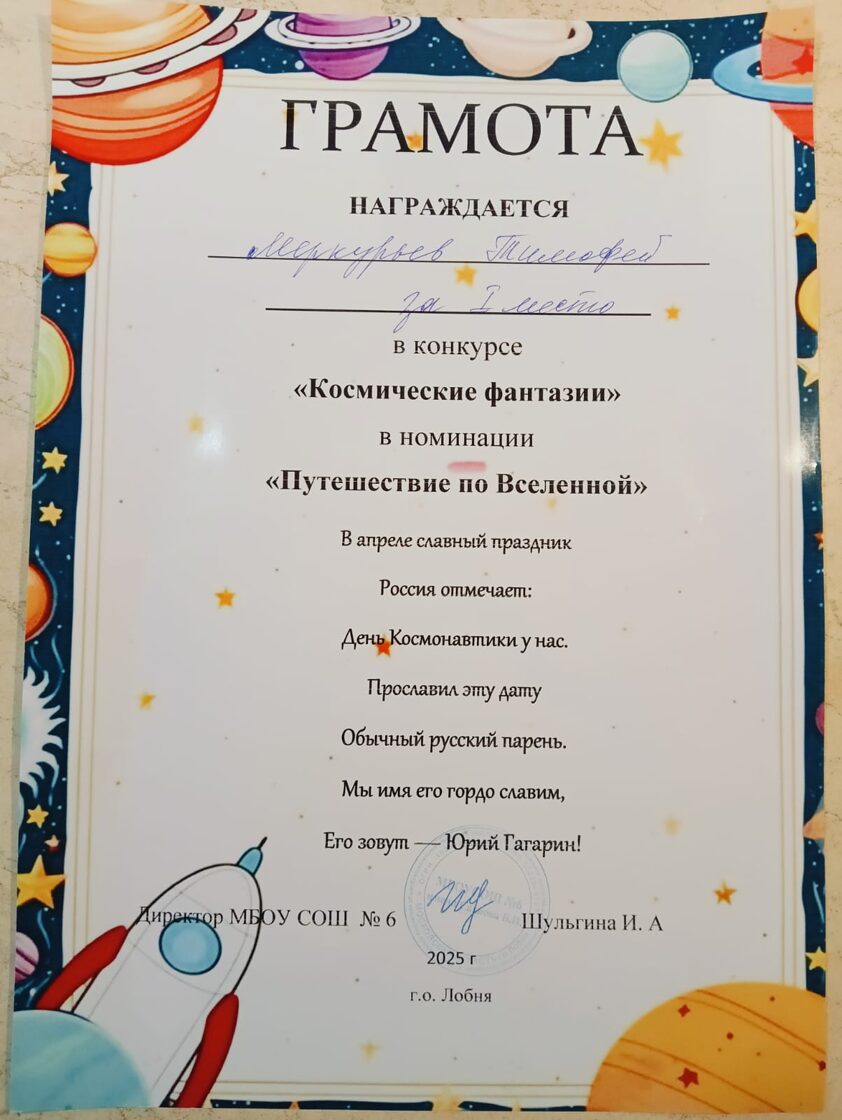 ГРАМОТА
НАГРАЖДАЕТСЯ
Меркурьев Тимофей
за I место
в конкурсе
«Космические фантазии»
в номинации
«Путешествие по Вселенной»
В апреле славный праздник
Россия отмечает:
День Космонавтики у нас.
Прославил эту дату
Обычный русский парень.
Мы имя его гордо славим,
Его зовут — Юрий Гагарин!
Директор МБОУ СОШ № 6 Шульгина И. А
2025 г
г.о. Лобня